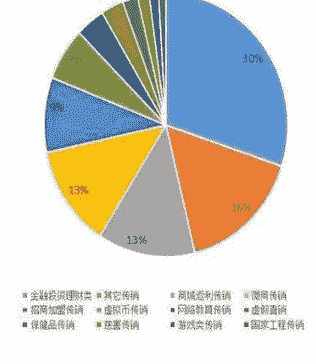 30%
16%
13%
13%
金融投资理财类 其它传销 商城返利传销 微商传销
招商加盟传销 虚拟币传销 网络教育传销 虚假直销
保健品传销 慈善传销 游戏类传销 国家工程传销